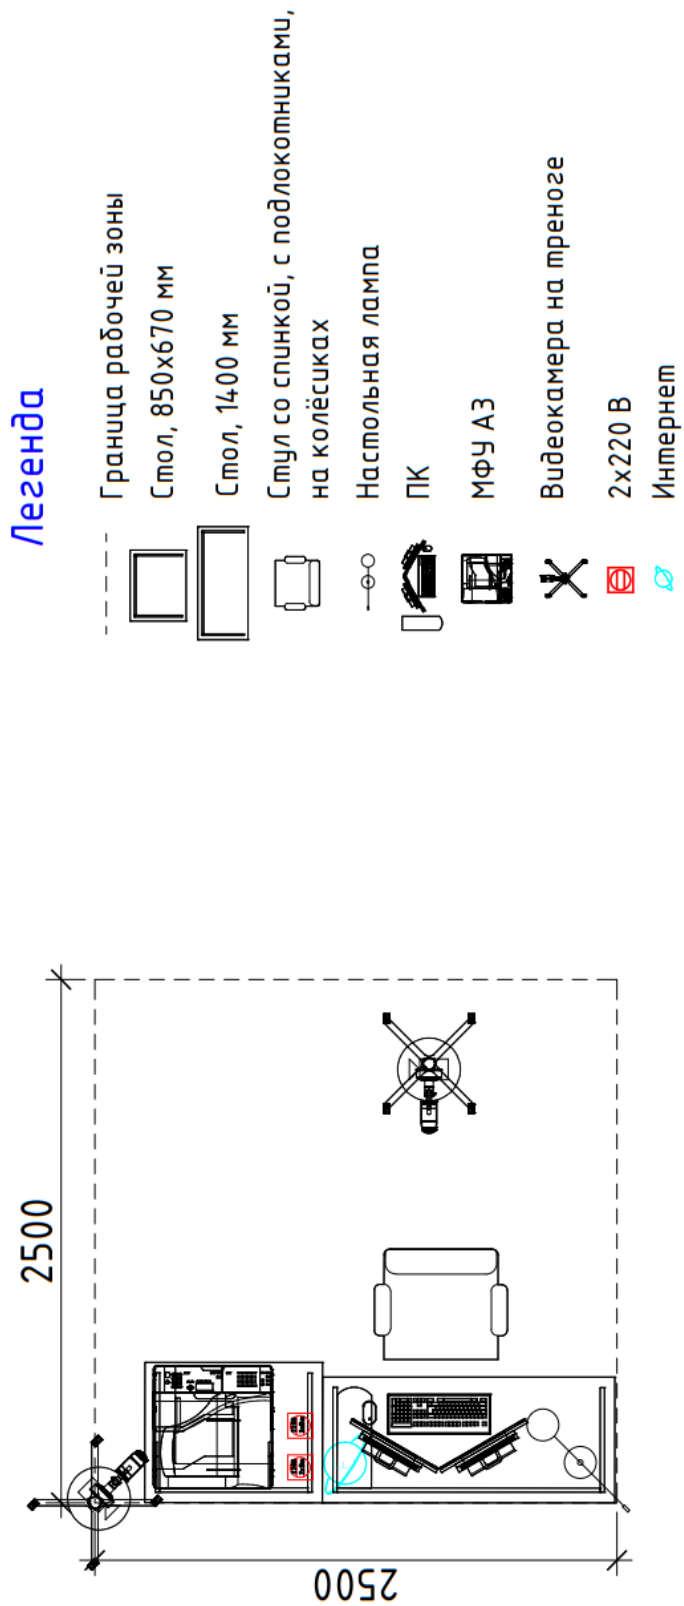 Легенда
Граница рабочей зоны
Стол, 850х670 мм
Стол, 1400 мм
Стул со спинкой, с подлокотниками,
на колёсиках
Настольная лампа
ПК
МФУ А3
Видеокамера на треноге
2х220 В
Интернет
2500
2500